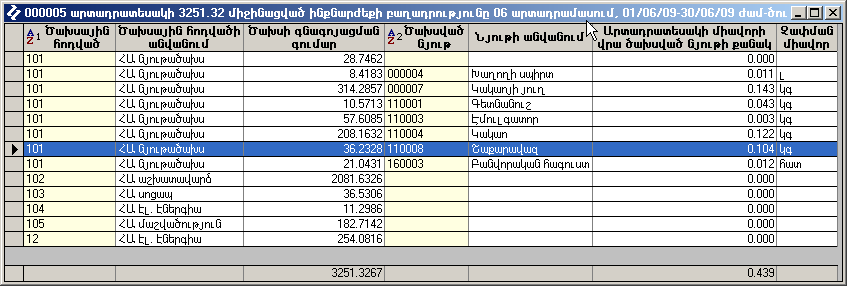 000005 արտադրատեսակի 3251.32 միջինացված ինքնարժեքի բաղադրությունը 06 արտադրամասում, 01/06/09-30/06/09 ժամ-ծու
Ծախսային հոդված Ծախսային հոդվածի անվանում Ծախսի գնագոյացման գումար Ծախսված նյութ Նյութի անվանում Արտադրատեսակի միավորի վրա ծախսված նյութի քանակ Չափման միավոր
101 ՀԱ նյութածախս 28.7462 0.000
101 ՀԱ նյութածախս 8.4183 000004 Խաղողի սպիրտ 0.011 լ
101 ՀԱ նյութածախս 314.2857 000007 Կակաոյի յուղ 0.143 կգ
101 ՀԱ նյութածախս 10.5713 110001 Գետնանուշ 0.043 կգ
101 ՀԱ նյութածախս 57.6085 110003 Էմուլգատոր 0.003 կգ
101 ՀԱ նյութածախս 208.1632 110004 Կակաո 0.122 կգ
101 ՀԱ նյութածախս 36.2328 110008 Շաքարավազ 0.104 կգ
101 ՀԱ նյութածախս 21.0431 160003 Բանվորական հագուստ 0.012 հատ
102 ՀԱ աշխատավարձ 2081.6326 0.000
103 ՀԱ սոցապ 36.5306 0.000
104 ՀԱ էլ. էներգիա 11.2986 0.000
105 ՀԱ մաշվածություն 182.7142 0.000
12 ՀԱ էլ. էներգիա 254.0816 0.000
3251.3267 0.439